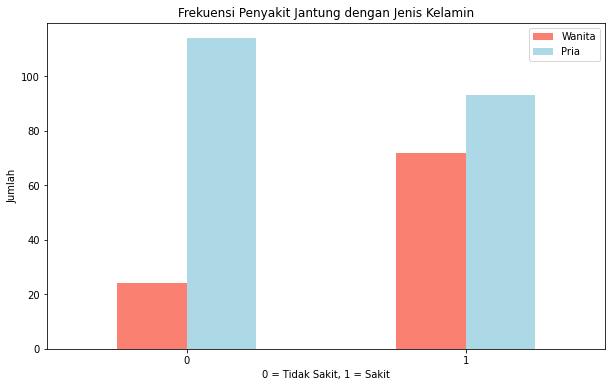 Frekuensi Penyakit Jantung dengan Jenis Kelamin
Wanita
Pria
Jumlah
100
80
60
40
20
0
0
1
0 = Tidak Sakit, 1 = Sakit